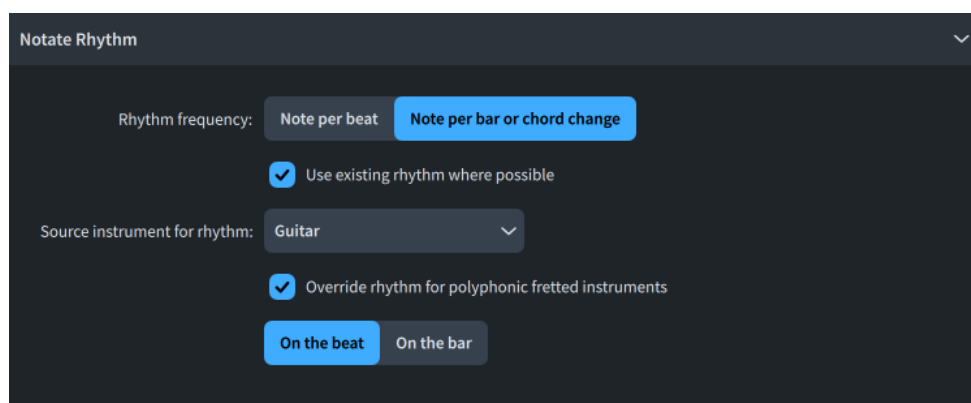 Notate Rhythm
Rhythm frequency: Note per beat Note per bar or chord change
Use existing rhythm where possible
Source instrument for rhythm: Guitar
Override rhythm for polyphonic fretted instruments
On the beat On the bar